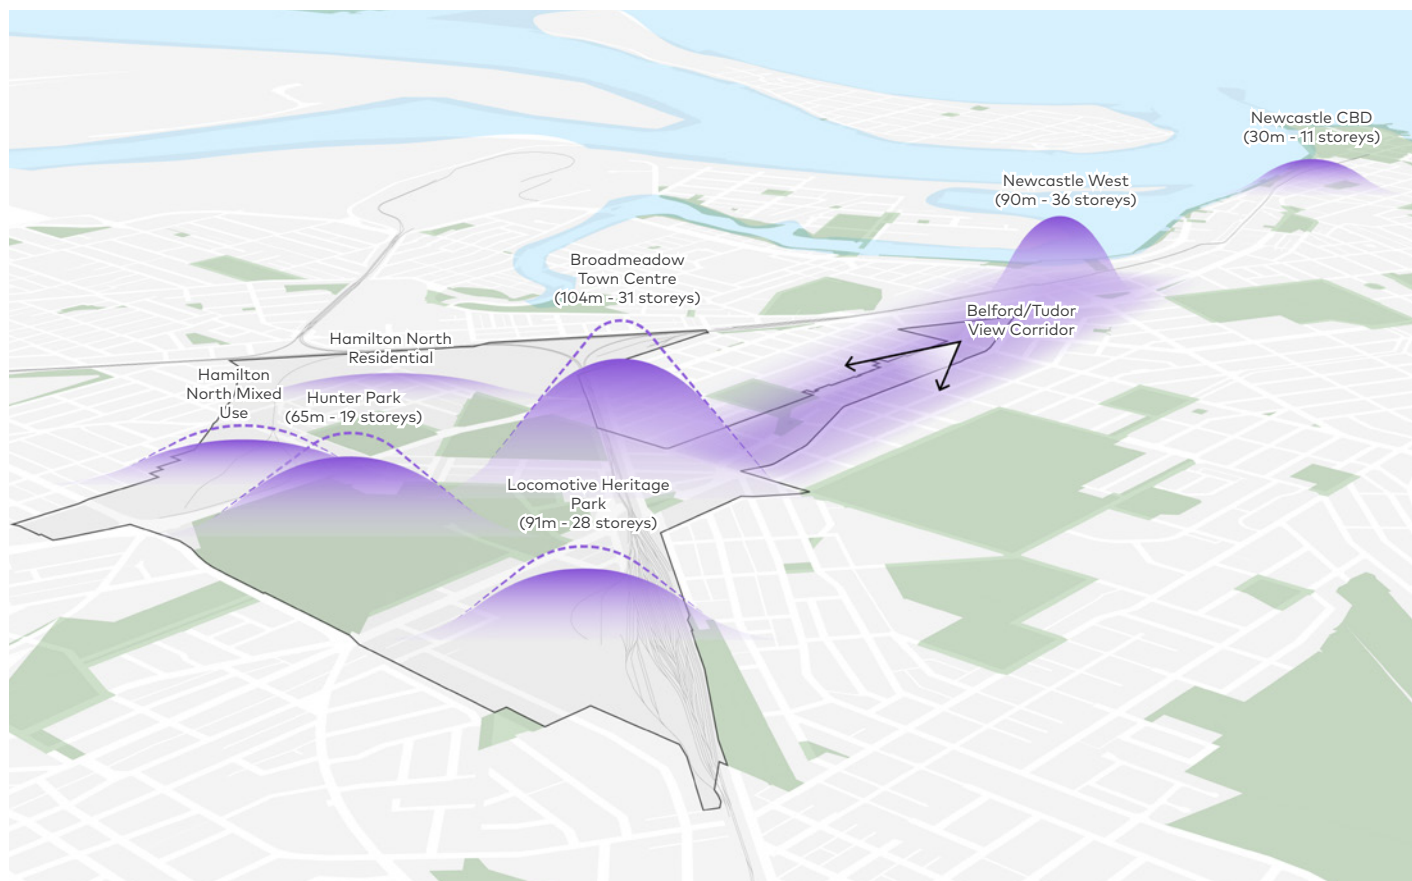 Newcastle CBD
(30m - 11 storeys)
Newcastle West
(90m - 36 storeys)
Broadmeadow
Town Centre
(104m - 31 storeys)
Belford/Tudor
View Corridor
Hamilton North
Residential
Hamilton
North Mixed
Use
Hunter Park
(65m - 19 storeys)
Locomotive Heritage
Park
(91m - 28 storeys)